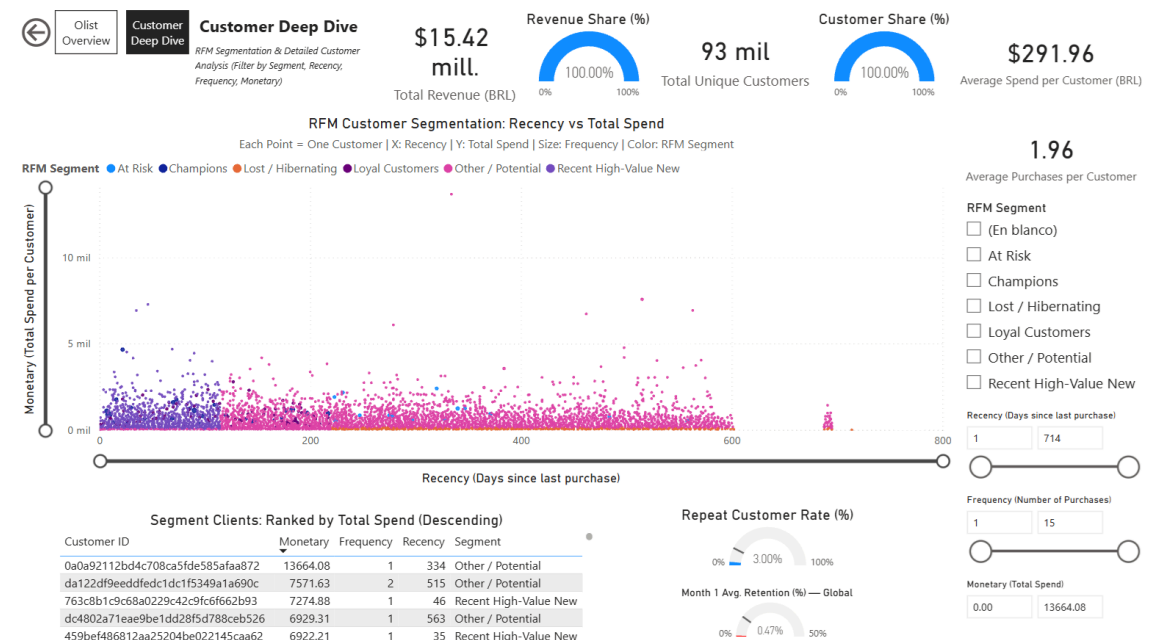 Olist
Overview
Customer
Deep Dive
Customer Deep Dive
RFM Segmentation & Detailed Customer
Analysis (Filter by Segment, Recency,
Frequency, Monetary)
$15.42
mill.
Total Revenue (BRL)
Revenue Share (%)
100.00%
0%
100%
93 mil
Total Unique Customers
Customer Share (%)
100.00%
0%
100%
$291.96
Average Spend per Customer (BRL)
RFM Customer Segmentation: Recency vs Total Spend
Each Point = One Customer | X: Recency | Y: Total Spend | Size: Frequency | Color: RFM Segment
RFM Segment At Risk Champions Lost / Hibernating Loyal Customers Other / Potential Recent High-Value New
Monetary (Total Spend per Customer)
10 mil
5 mil
0 mil
0 200 400 600 800
Recency (Days since last purchase)
1.96
Average Purchases per Customer
RFM Segment
(En blanco)
At Risk
Champions
Lost / Hibernating
Loyal Customers
Other / Potential
Recent High-Value New
Recency (Days since last purchase)
1 714
Frequency (Number of Purchases)
1 15
Monetary (Total Spend)
0.00 13664.08
Segment Clients: Ranked by Total Spend (Descending)
Customer ID Monetary Frequency Recency Segment
0a0a92112bd4c708ca5fde585afaa872 13664.08 1 334 Other / Potential
da122df9eeddfedc1dc1f5349a1a690c 7571.63 2 515 Other / Potential
763c8b1c9c68a0229c42c9fc6f662b93 7274.88 1 46 Recent High-Value New
dc4802a71eae9be1dd28f5d788ceb526 6929.31 1 563 Other / Potential
459bef486812aa25204be022145caa62 6922.21 1 35 Recent High-Value New
Repeat Customer Rate (%)
3.00%
0%
100%
Month 1 Avg. Retention (%) — Global
0.47%
0%
50%